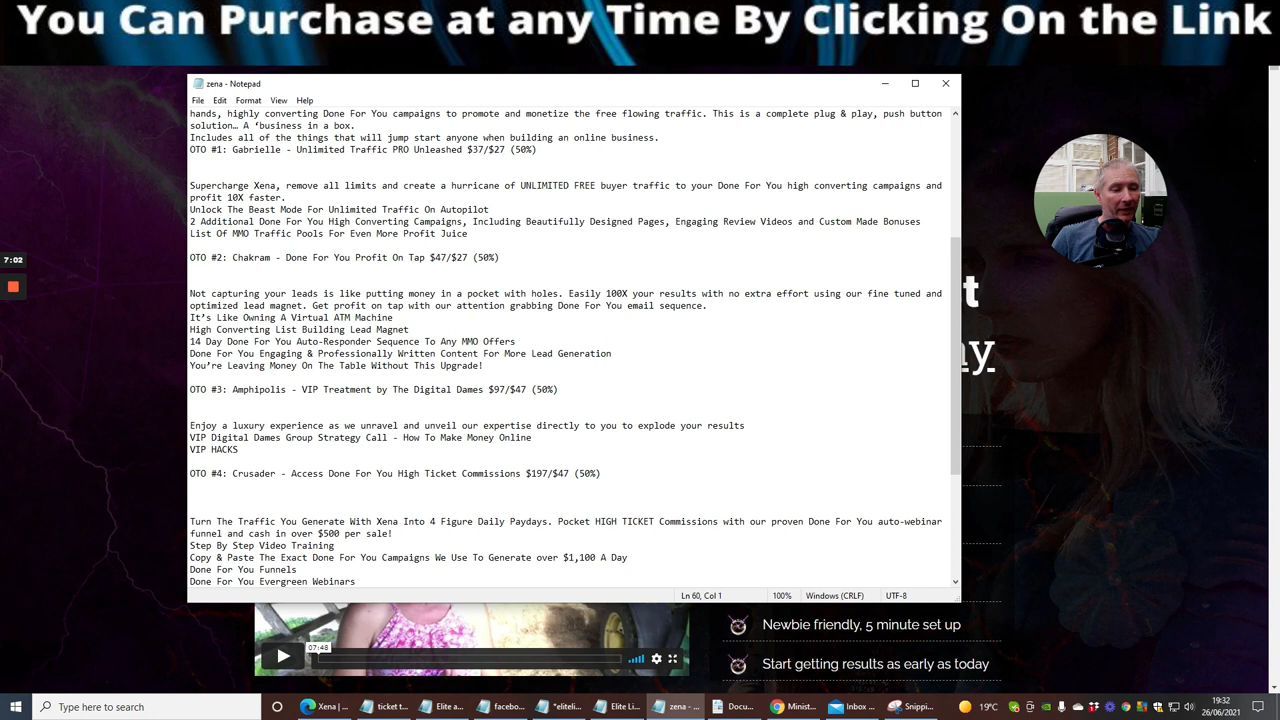 You Can Purchase at any Time By Clicking On the Link
zena - Notepad
File Edit Format View Help
hands, highly converting Done For You campaigns to promote and monetize the free flowing traffic. This is a complete plug & play, push button
solution… A ‘business in a box.
Includes all of the things that will jump start anyone when building an online business.
OTO #1: Gabrielle - Unlimited Traffic PRO Unleashed $37/$27 (50%)
Supercharge Xena, remove all limits and create a hurricane of UNLIMITED FREE buyer traffic to your Done For You high converting campaigns and
profit 10X faster.
Unlock The Beast Mode For Unlimited Traffic On Autopilot
2 Additional Done For You High Converting Campaigns, Including Beautifully Designed Pages, Engaging Review Videos and Custom Made Bonuses
List Of MMO Traffic Pools For Even More Profit Juice
OTO #2: Chakram - Done For You Profit On Tap $47/$27 (50%)
7:02
Not capturing your leads is like putting money in a pocket with holes. Easily 100X your results with no extra effort using our fine tuned and
optimized lead magnet. Get profit on tap with our attention grabbing Done For You email sequence.
It’s Like Owning A Virtual ATM Machine
High Converting List Building Lead Magnet
14 Day Done For You Auto-Responder Sequence To Any MMO Offers
Done For You Engaging & Professionally Written Content For More Lead Generation
You’re Leaving Money On The Table Without This Upgrade!
OTO #3: Amphipolis - VIP Treatment by The Digital Dames $97/$47 (50%)
Enjoy a luxury experience as we unravel and unveil our expertise directly to you to explode your results
VIP Digital Dames Group Strategy Call - How To Make Money Online
VIP HACKS
OTO #4: Crusader - Access Done For You High Ticket Commissions $197/$47 (50%)
Turn The Traffic You Generate With Xena Into 4 Figure Daily Paydays. Pocket HIGH TICKET Commissions with our proven Done For You auto-webinar
funnel and cash in over $500 per sale!
Step By Step Video Training
Copy & Paste The Exact Done For You Campaigns We Use To Generate over $1,100 A Day
Done For You Funnels
Done For You Evergreen Webinars
Ln 60, Col 1 100% Windows (CRLF) UTF-8
Newbie friendly, 5 minute set up
07:48
Start getting results as early as today
Type here to search
Xena | ...
ticket t...
Elite a...
facebo...
*eliteli...
Elite Li...
zena - ...
Docu...
Minist...
Inbox ...
Snippi...
19°C
19:32
26/06/2021